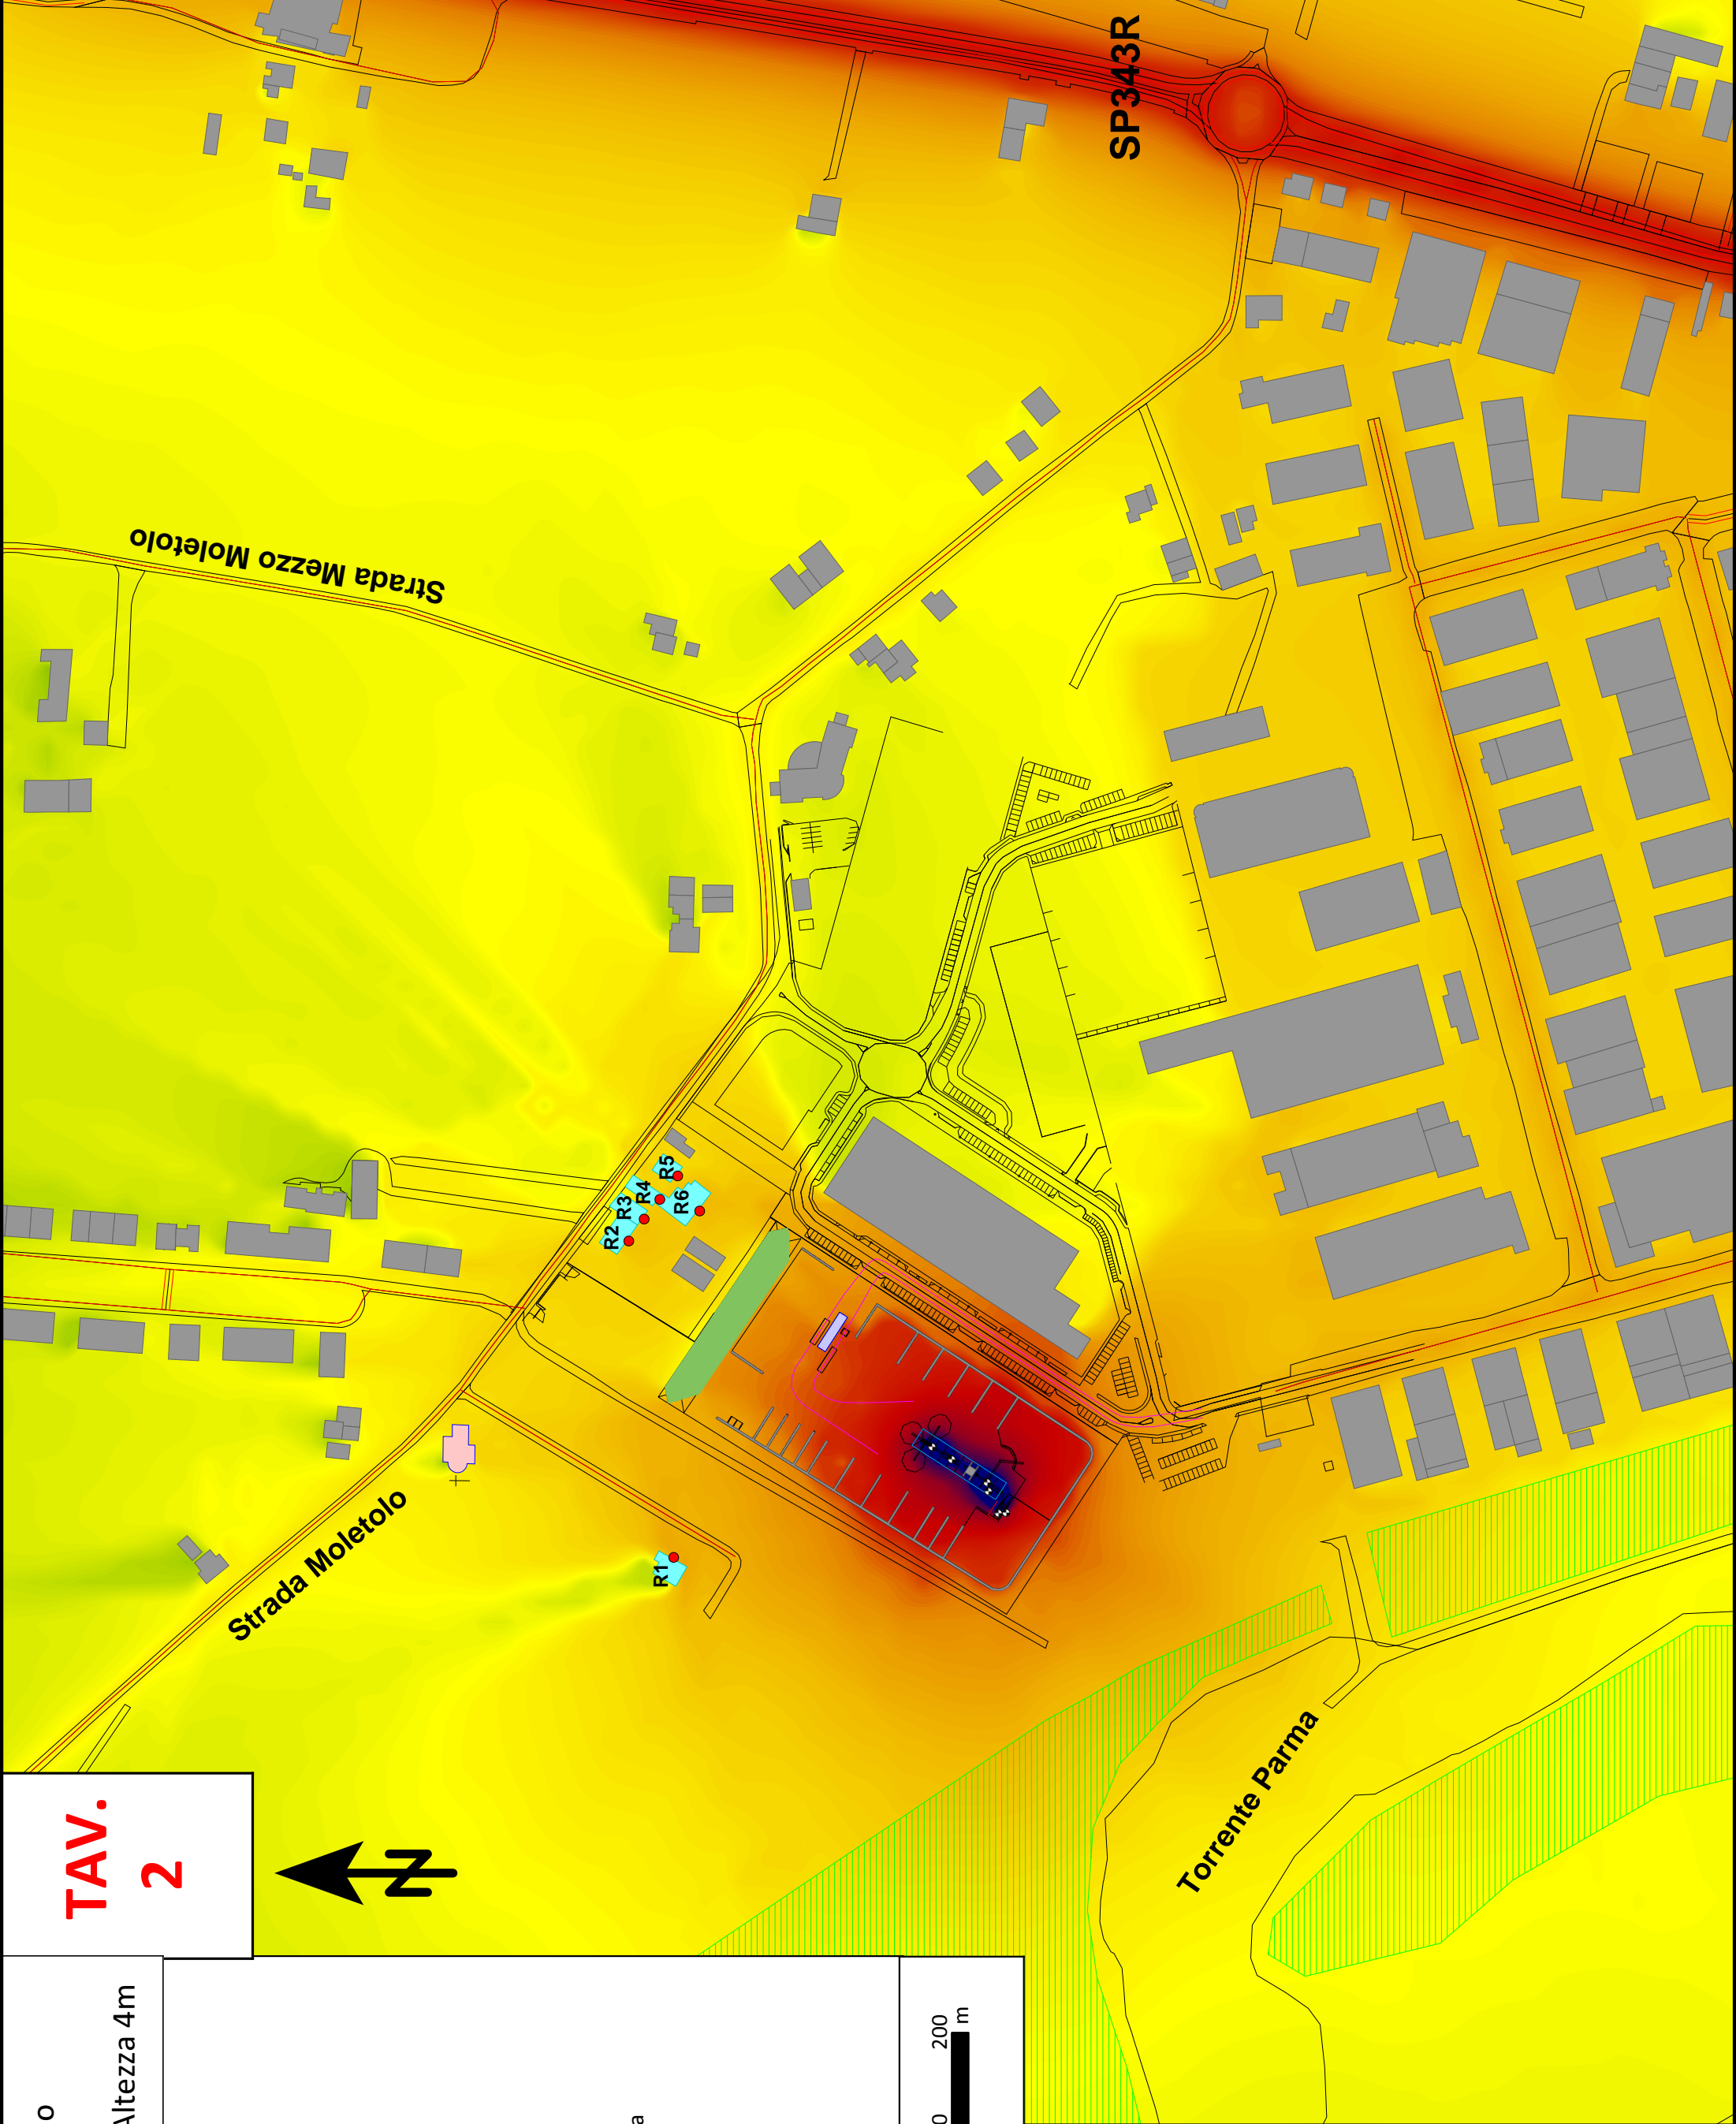 TAV.
2
N
o
Altezza 4m
a
0
200
m
Strada Moletolo
Strada Mezzo Moletolo
SP343R
Torrente Parma
R1
R2
R3
R4
R5
R6